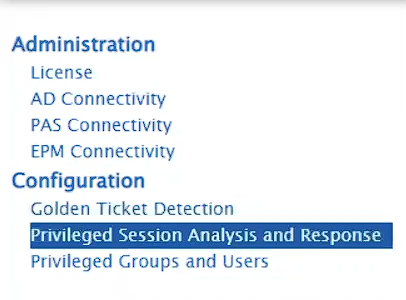 Administration
License
AD Connectivity
PAS Connectivity
EPM Connectivity
Configuration
Golden Ticket Detection
Privileged Session Analysis and Response
Privileged Groups and Users